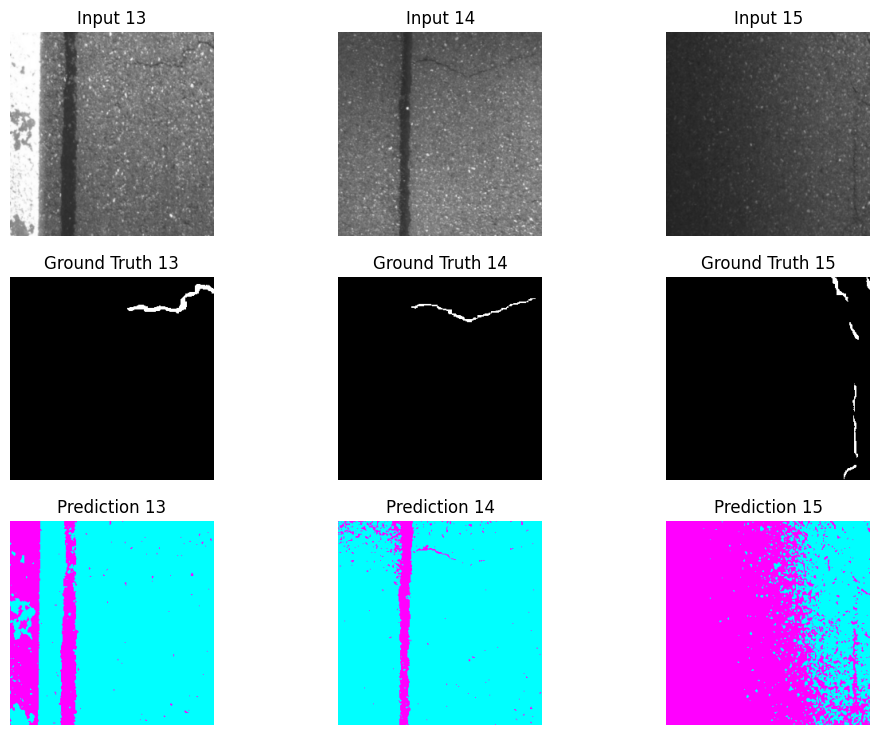 Input 13
Input 14
Input 15
Ground Truth 13
Ground Truth 14
Ground Truth 15
Prediction 13
Prediction 14
Prediction 15